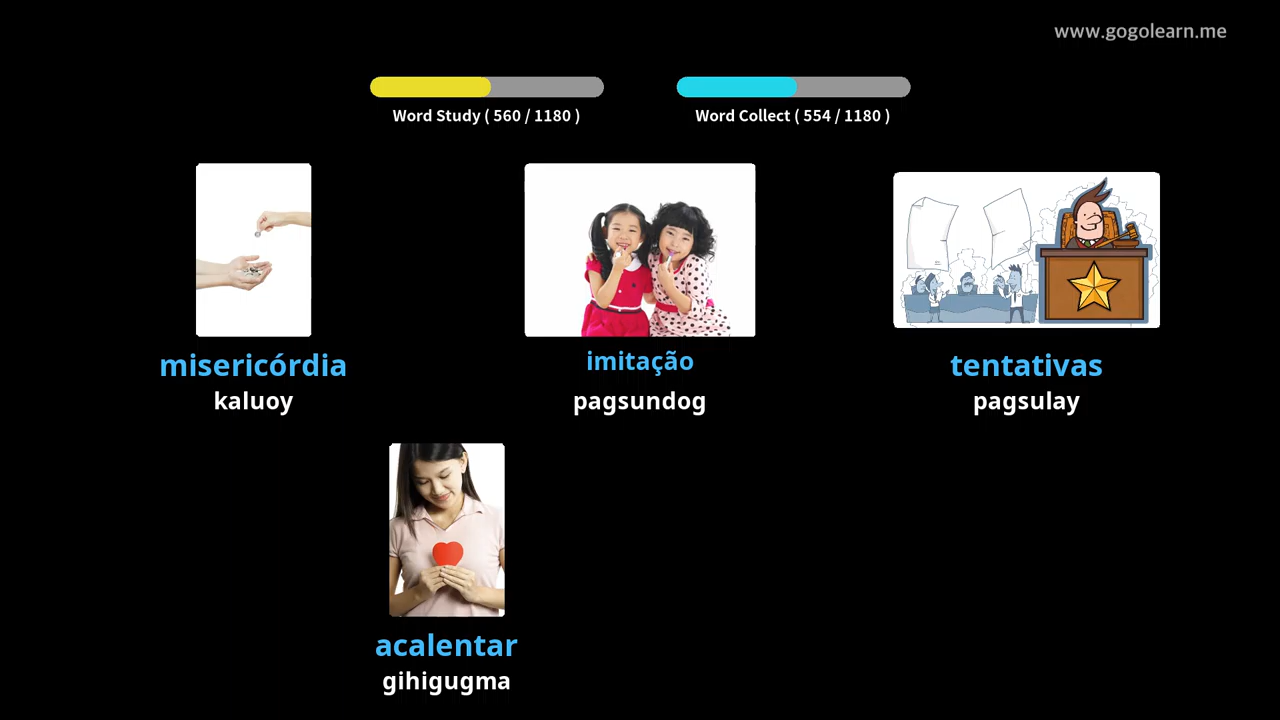 www.gogolearn.me
Word Study ( 560 / 1180 )
Word Collect ( 554 / 1180 )
misericórdia
kaluoy
imitação
pagsundog
tentativas
pagsulay
acalentar
gihigugma